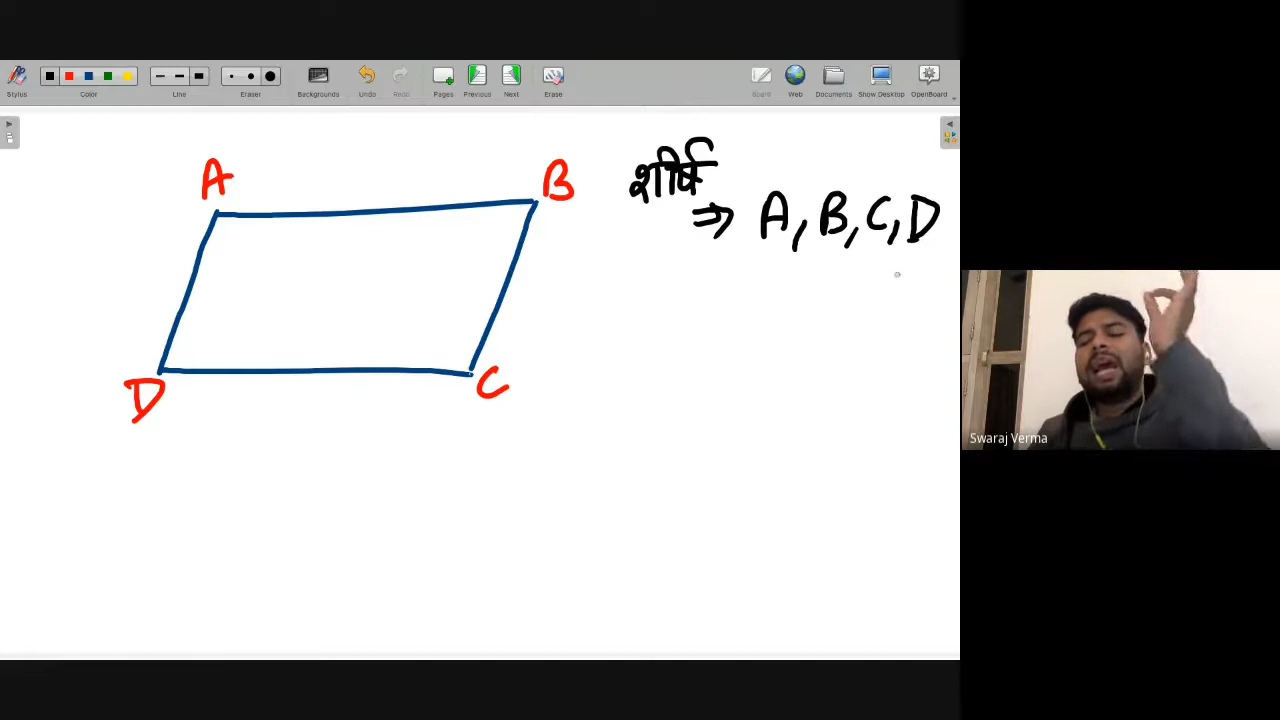 Stylus
Color
Line
Eraser
Backgrounds
Undo
Redo
Pages
Previous
Next
Erase
Board
Web
Documents
Show Desktop
OpenBoard
A
B
D
C
शीर्ष
⇒ A, B, C, D
Swaraj Verma